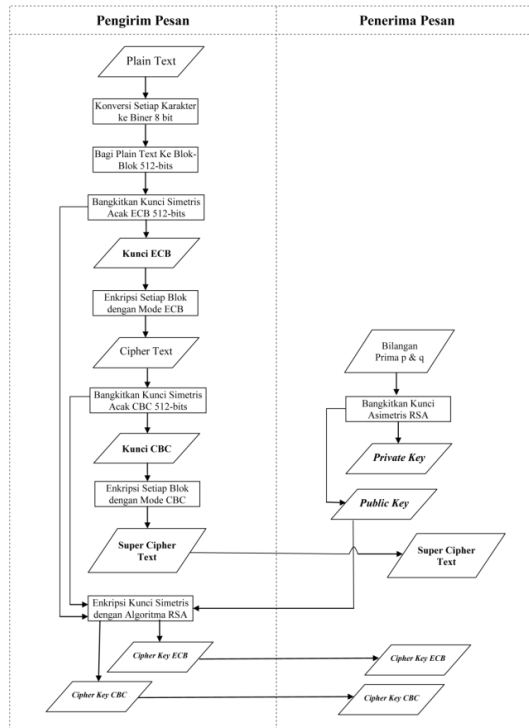 Pengirim Pesan
Penerima Pesan
Plain Text
Konversi Setiap Karakter
ke Biner 8 bit
Bagi Plain Text Ke Blok-
Blok 512-bits
Bangkitkan Kunci Simetris
Acak ECB 512-bits
Kunci ECB
Enkripsi Setiap Blok
dengan Mode ECB
Cipher Text
Bangkitkan Kunci Simetris
Acak CBC 512-bits
Kunci CBC
Enkripsi Setiap Blok
dengan Mode CBC
Super Cipher
Text
Enkripsi Kunci Simetris
dengan Algoritma RSA
Cipher Key ECB
Cipher Key CBC
Bilangan
Prima p & q
Bangkitkan Kunci
Asimetris RSA
Private Key
Public Key
Super Cipher
Text
Cipher Key ECB
Cipher Key CBC